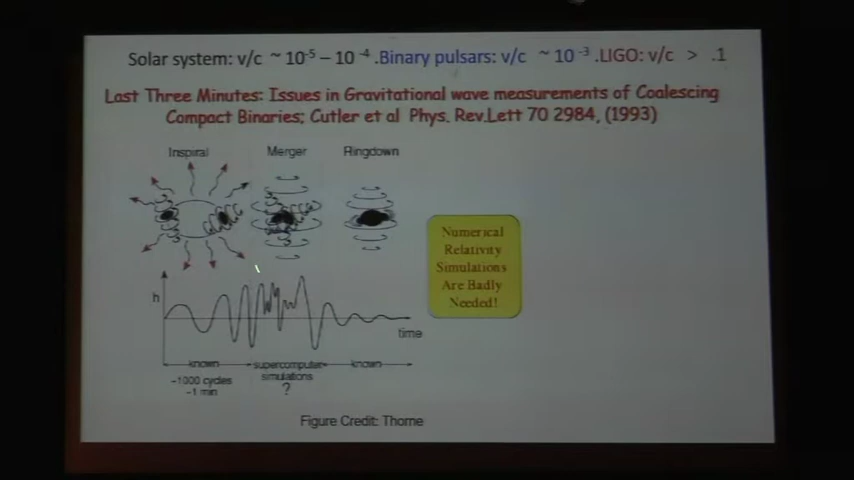 Solar system: v/c ~ 10-5 – 10 -4 .Binary pulsars: v/c ~ 10 -3 .LIGO: v/c > .1
Last Three Minutes: Issues in Gravitational wave measurements of Coalescing
Compact Binaries; Cutler et al Phys. Rev.Lett 70 2984, (1993)
Inspiral Merger Ringdown
Numerical
Relativity
Simulations
Are Badly
Needed!
h
time
known supercomputer known
simulations
~1000 cycles
~1 min
?
Figure Credit: Thorne